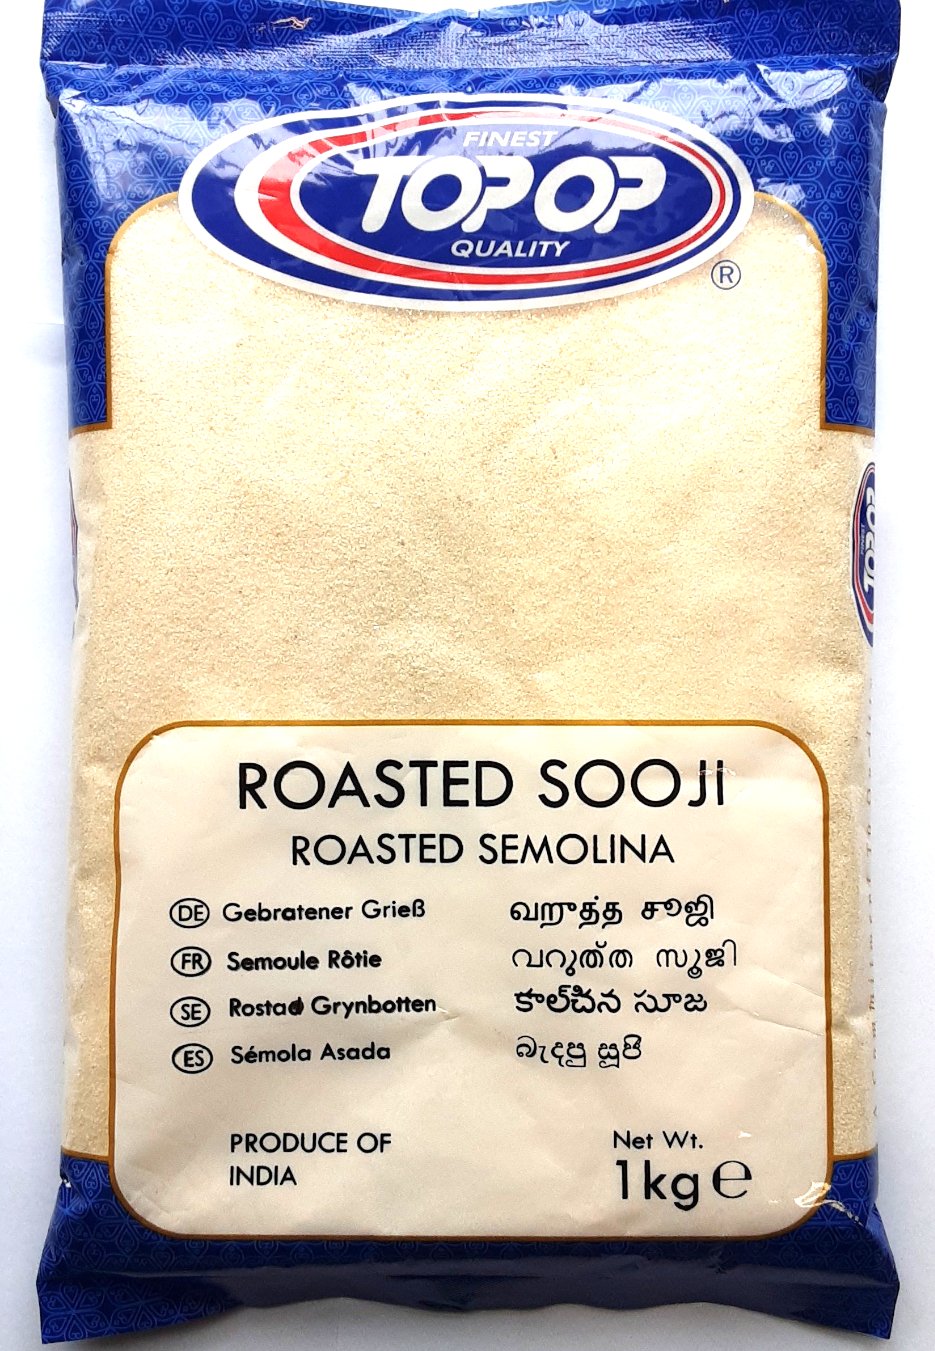 FINEST
TOPOP
QUALITY
®
TOPOP
ROASTED SOOJI
ROASTED SEMOLINA
DE Gebratener Grieß
FR Semoule Rôtie
SE Rostad Grynbotten
ES Sémola Asada
வறுத்த சூஜி
വറുത്ത സൂജി
కాల్చిన సూజ
බැදපු සූජි
PRODUCE OF
INDIA
Net Wt.
1kg ℮